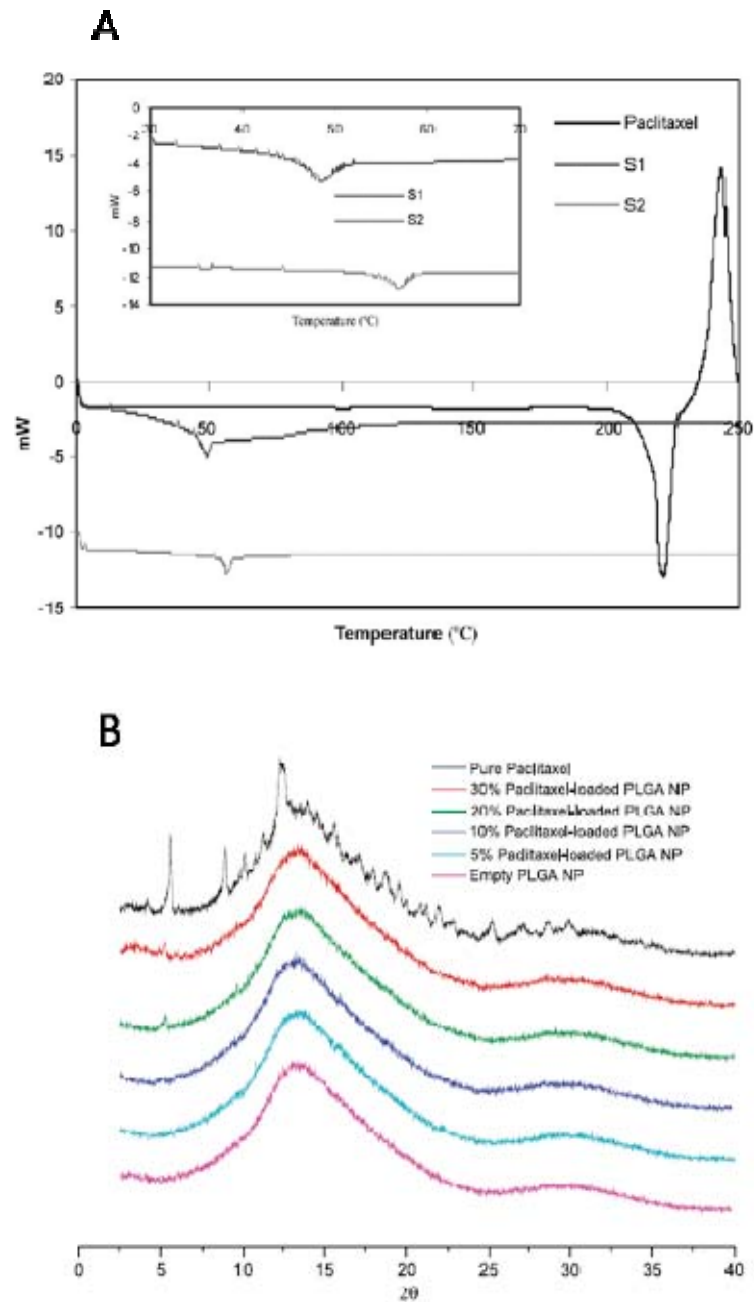 A
20
15
10
5
0
-5
-10
-15
mW
0
50
100
150
200
250
Temperature (°C)
Paclitaxel
S1
S2
0
-2
-4
-6
-8
-10
-12
-14
mW
30
40
50
60
70
S1
S2
Temperature (°C)
B
Pure Paclitaxel
30% Paclitaxel-loaded PLGA NP
20% Paclitaxel-loaded PLGA NP
10% Paclitaxel-loaded PLGA NP
5% Paclitaxel-loaded PLGA NP
Empty PLGA NP
0
5
10
15
20
25
30
35
40
2θ